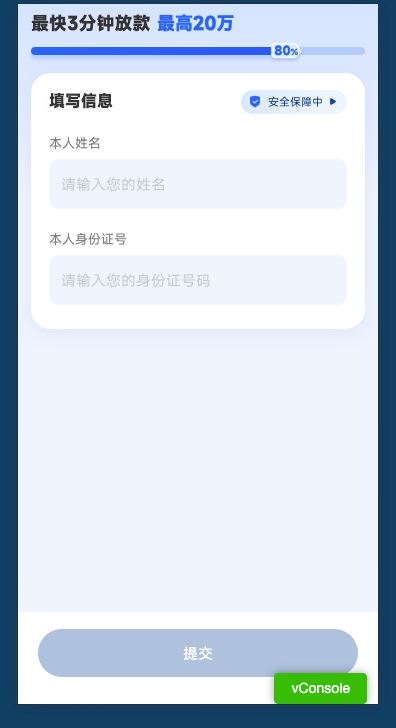 最快3分钟放款 最高20万
80%
填写信息
安全保障中
本人姓名
请输入您的姓名
本人身份证号
请输入您的身份证号码
提交
vConsole